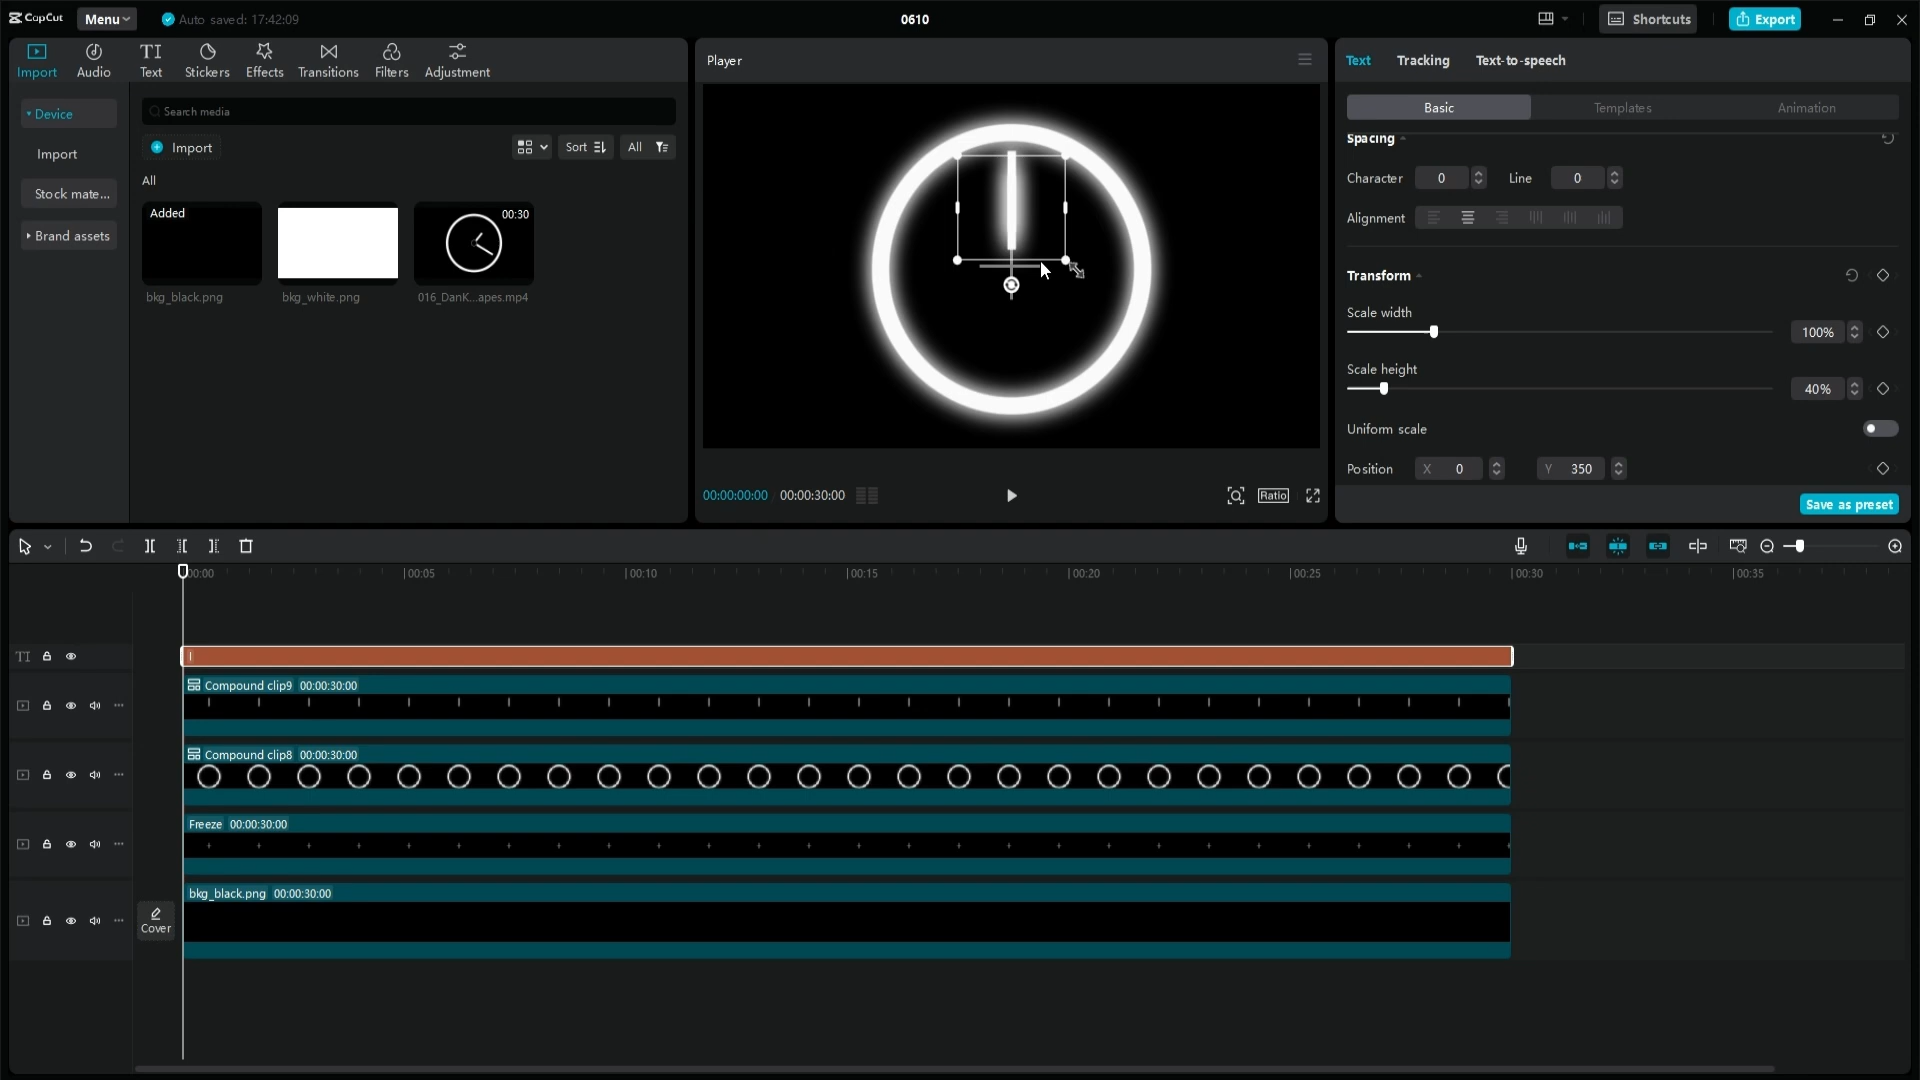 CapCut
Menu
Auto saved: 17:42:09
0610
Shortcuts
Export
Import
Audio
TI
Text
Stickers
Effects
Transitions
Filters
Adjustment
Device
Import
Stock mate...
Brand assets
Search media
Import
Sort
All
All
Added
bkg_black.png
bkg_white.png
00:30
016_DanK...apes.mp4
Player
00:00:00:00
00:00:30:00
Ratio
Text
Tracking
Text-to-speech
Basic
Templates
Animation
Spacing
Character
0
Line
0
Alignment
Transform
Scale width
100%
Scale height
40%
Uniform scale
Position
X
0
Y
350
Save as preset
00:00
00:05
00:10
00:15
00:20
00:25
00:30
00:35
TI
Compound clip9 00:00:30:00
Compound clip8 00:00:30:00
Freeze 00:00:30:00
bkg_black.png 00:00:30:00
Cover